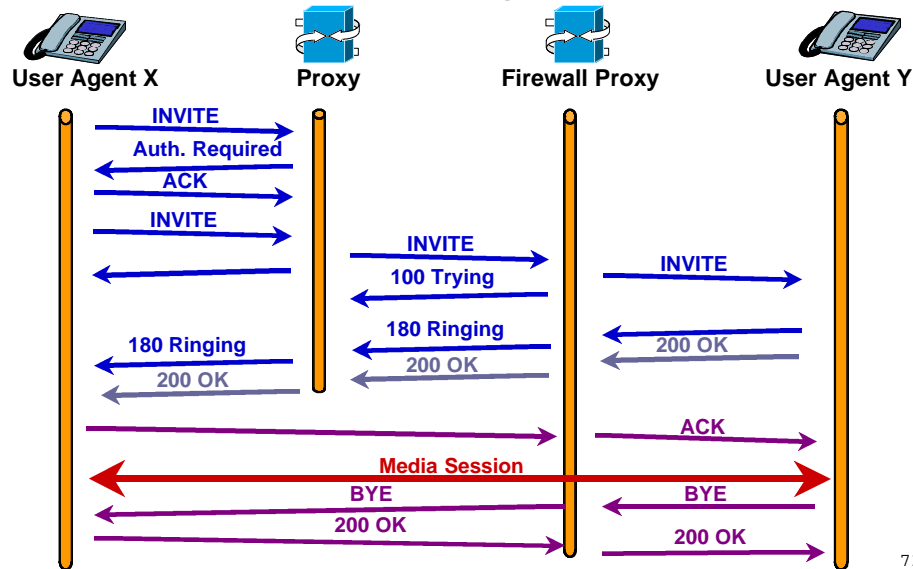 User Agent X
Proxy
Firewall Proxy
User Agent Y
INVITE
Auth. Required
ACK
INVITE
INVITE
INVITE
100 Trying
180 Ringing
180 Ringing
200 OK
200 OK
200 OK
ACK
Media Session
BYE
BYE
200 OK
200 OK